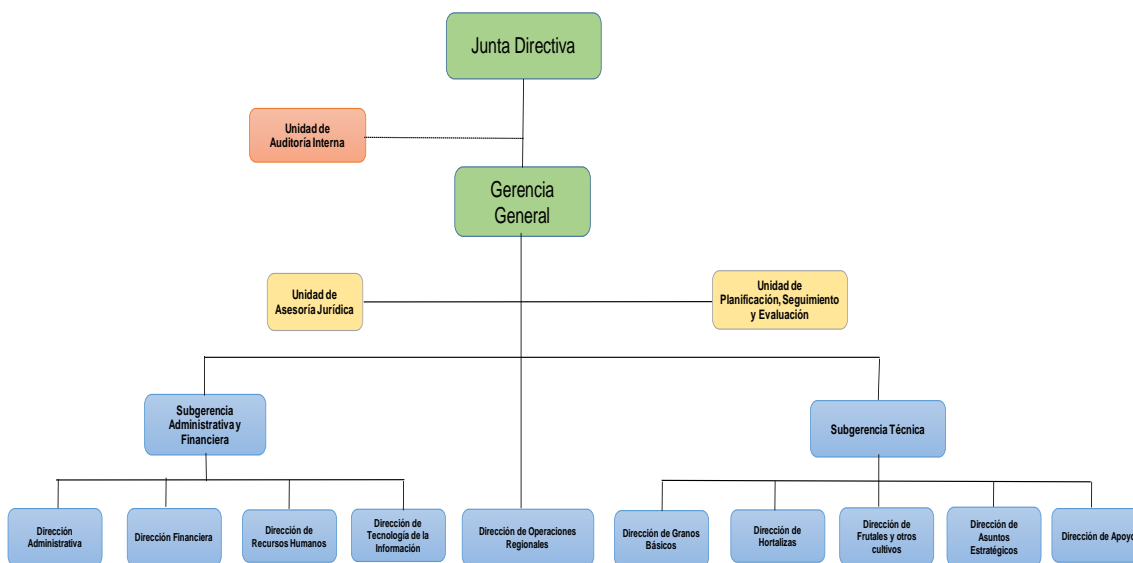 Junta Directiva
Unidad de
Auditoría Interna
Gerencia
General
Unidad de
Asesoría Jurídica
Unidad de
Planificación, Seguimiento
y Evaluación
Subgerencia
Administrativa y
Financiera
Subgerencia Técnica
Dirección
Administrativa
Dirección Financiera
Dirección de
Recursos Humanos
Dirección de
Tecnología de la
Información
Dirección de Operaciones
Regionales
Dirección de Granos
Básicos
Dirección de
Hortalizas
Dirección de
Frutales y otros
cultivos
Dirección de
Asuntos
Estratégicos
Dirección de Apoyo